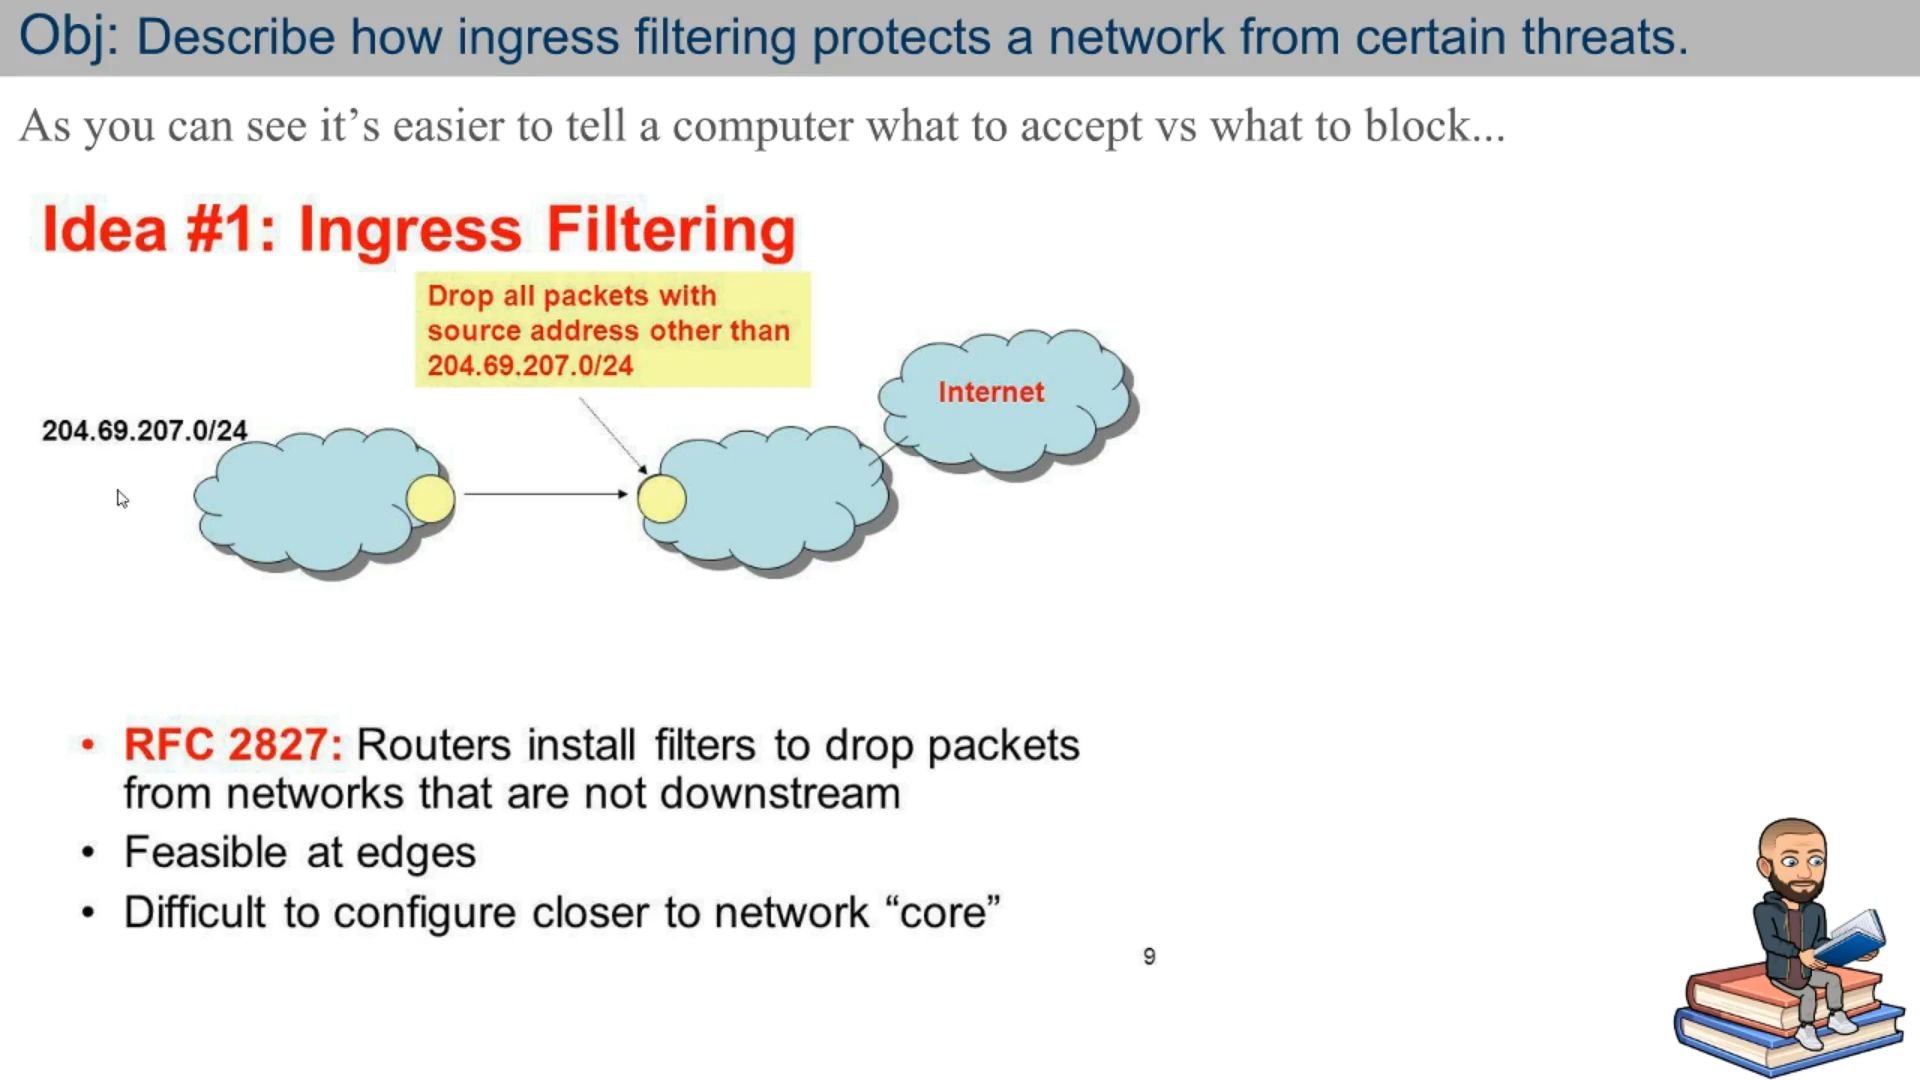 Obj: Describe how ingress filtering protects a network from certain threats.
As you can see it’s easier to tell a computer what to accept vs what to block...
Idea #1: Ingress Filtering
Drop all packets with
source address other than
204.69.207.0/24
Internet
204.69.207.0/24
• RFC 2827: Routers install filters to drop packets
from networks that are not downstream
• Feasible at edges
• Difficult to configure closer to network “core”
9